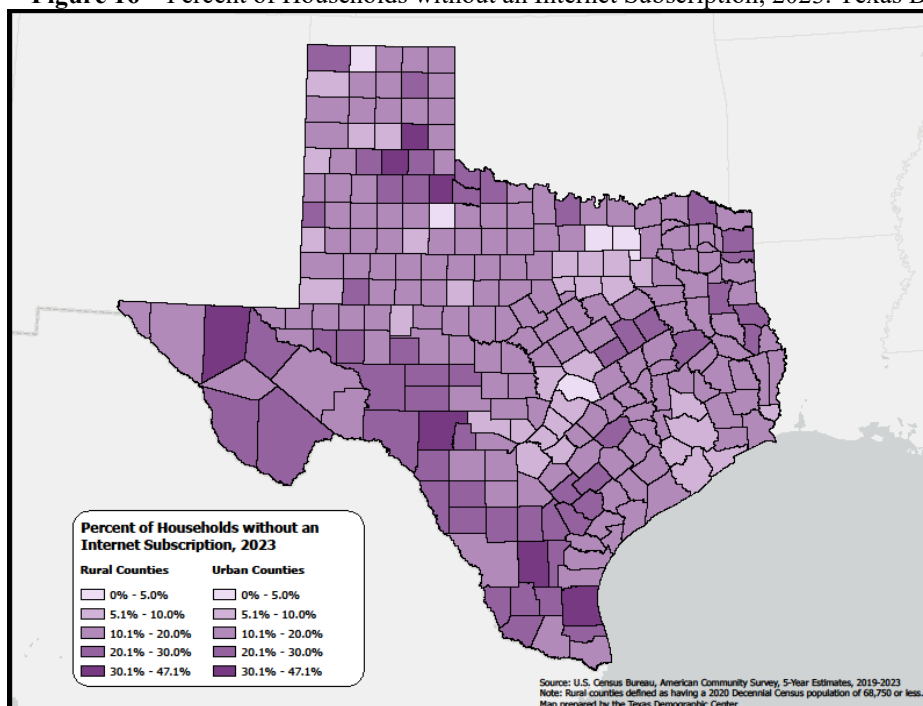 Figure 16 Percent of Households without an Internet Subscription, 2023. Texas
Percent of Households without an
Internet Subscription, 2023
Rural Counties Urban Counties
0% - 5.0% 0% - 5.0%
5.1% - 10.0% 5.1% - 10.0%
10.1% - 20.0% 10.1% - 20.0%
20.1% - 30.0% 20.1% - 30.0%
30.1% - 47.1% 30.1% - 47.1%
Source: U.S. Census Bureau, American Community Survey, 5-Year Estimates, 2019-2023
Note: Rural counties defined as having a 2020 Decennial Census population of 68,750 or less.
Map prepared by the Texas Demographic Center